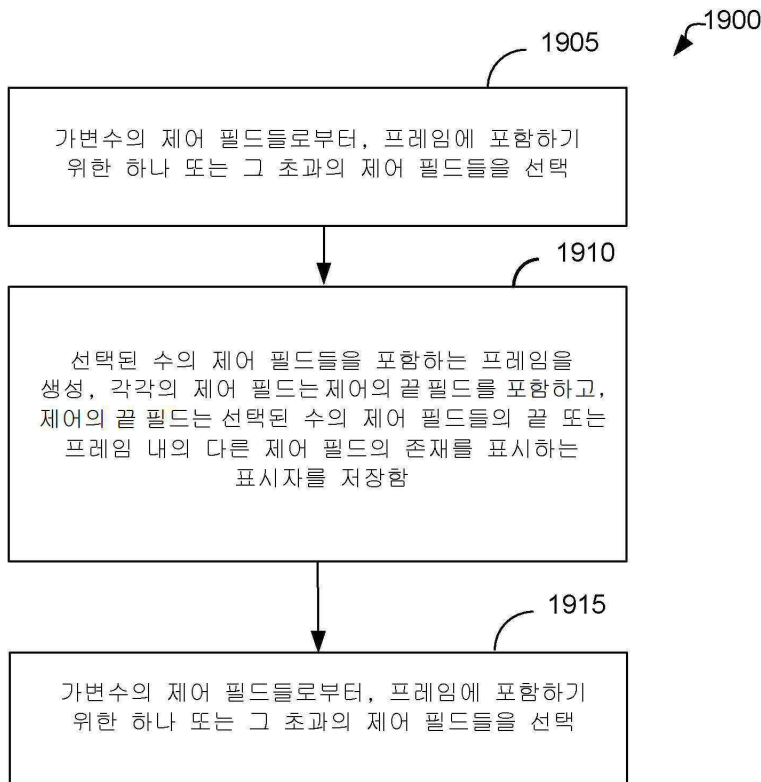 1900
1905
가변수의 제어 필드들로부터, 프레임에 포함하기
위한 하나 또는 그 초과의 제어 필드들을 선택
1910
선택된 수의 제어 필드들을 포함하는 프레임을
생성, 각각의 제어 필드는 제어의 끝 필드를 포함하고,
제어의 끝 필드는 선택된 수의 제어 필드들의 끝 또는
프레임 내의 다른 제어 필드의 존재를 표시하는
표시자를 저장함
1915
가변수의 제어 필드들로부터, 프레임에 포함하기
위한 하나 또는 그 초과의 제어 필드들을 선택